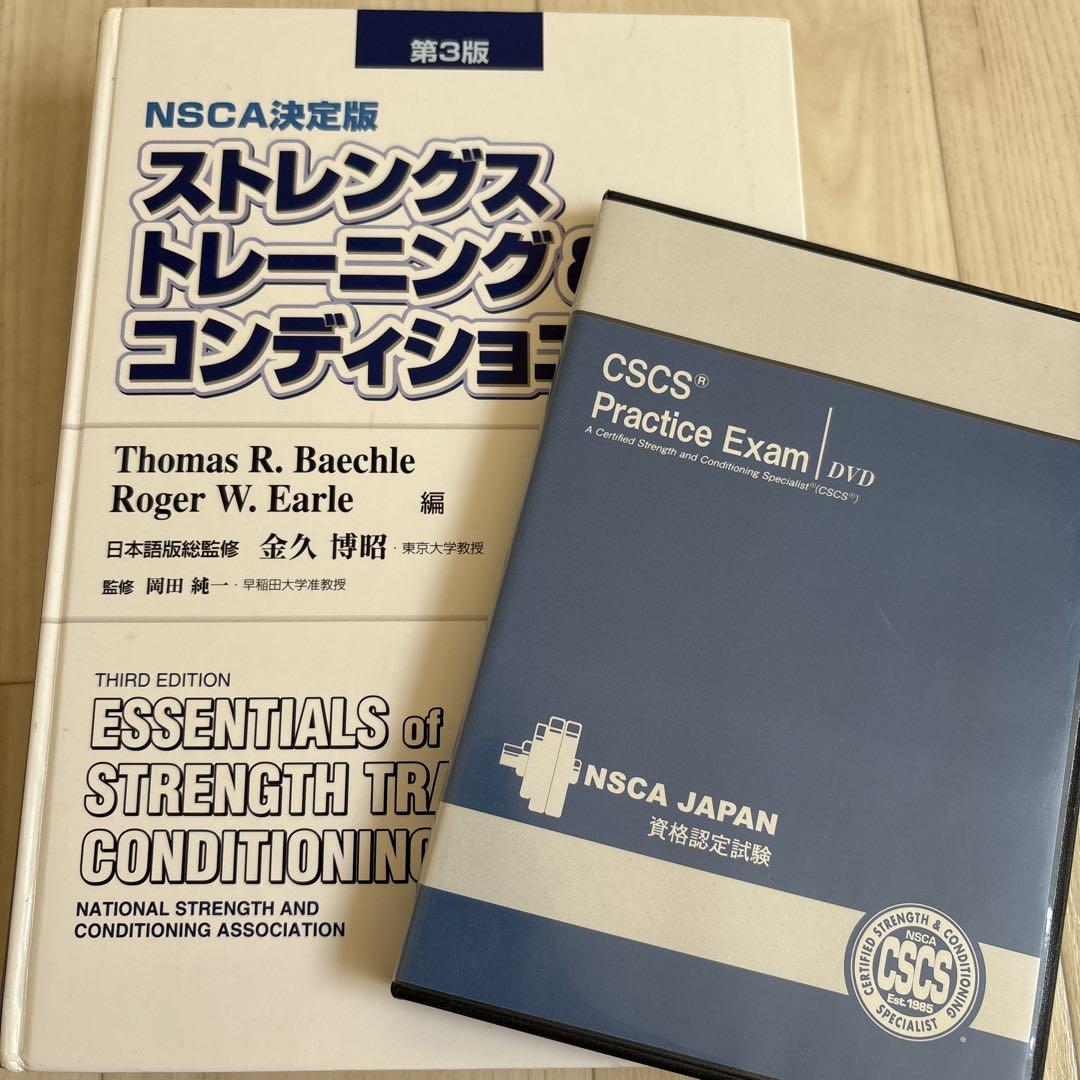 第3版
NSCA決定版
ストレングス
トレーニング&
コンディショニ
Thomas R. Baechle
Roger W. Earle 編
日本語版総監修 金久 博昭・東京大学教授
監修 岡田 純一・早稲田大学准教授
THIRD EDITION
ESSENTIALS of
STRENGTH TRA
CONDITIONING
NATIONAL STRENGTH AND
CONDITIONING ASSOCIATION
CSCS®
Practice Exam DVD
A Certified Strength and Conditioning Specialist®(CSCS®)
NSCA JAPAN
資格認定試験
CERTIFIED STRENGTH & CONDITIONING
NSCA
CSCS
Est.1985
SPECIALIST